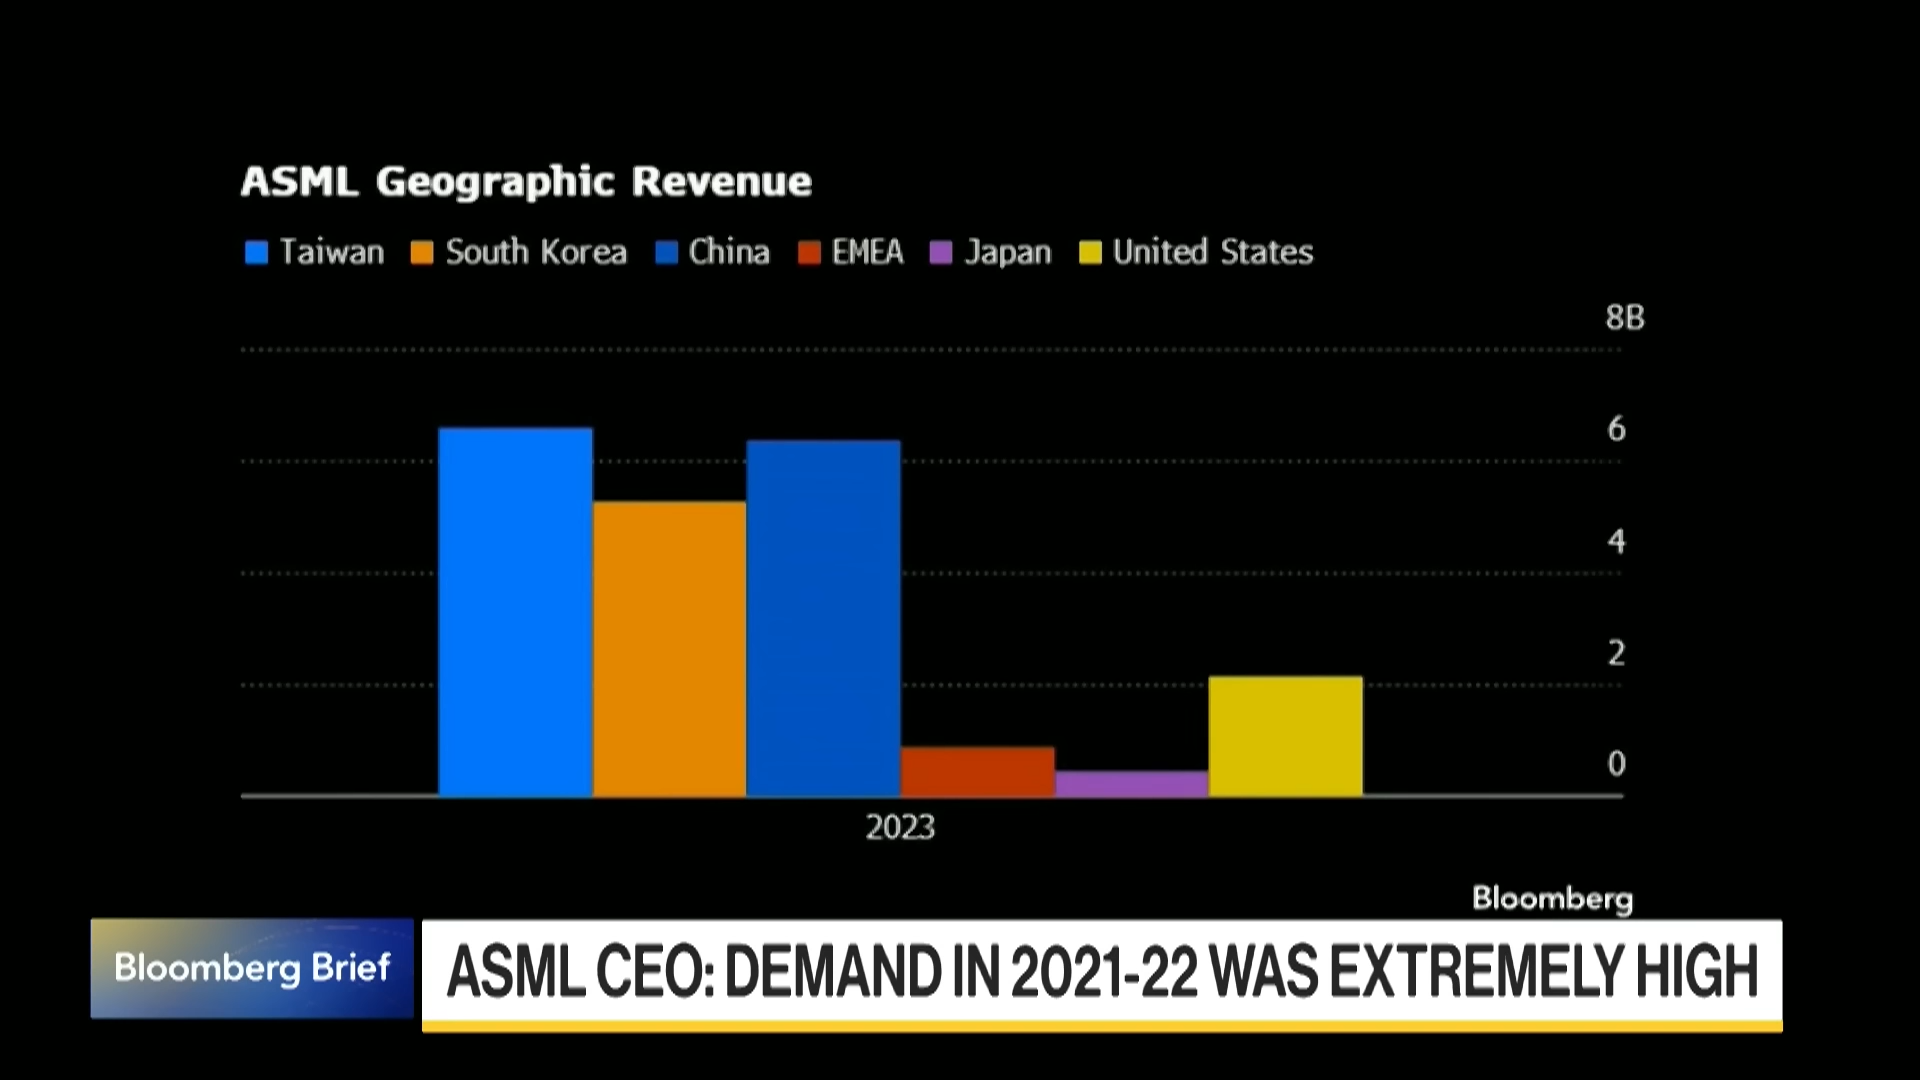 ASML Geographic Revenue
Taiwan South Korea China EMEA Japan United States
8B
6
4
2
0
2023
Bloomberg
Bloomberg Brief
ASML CEO: DEMAND IN 2021-22 WAS EXTREMELY HIGH